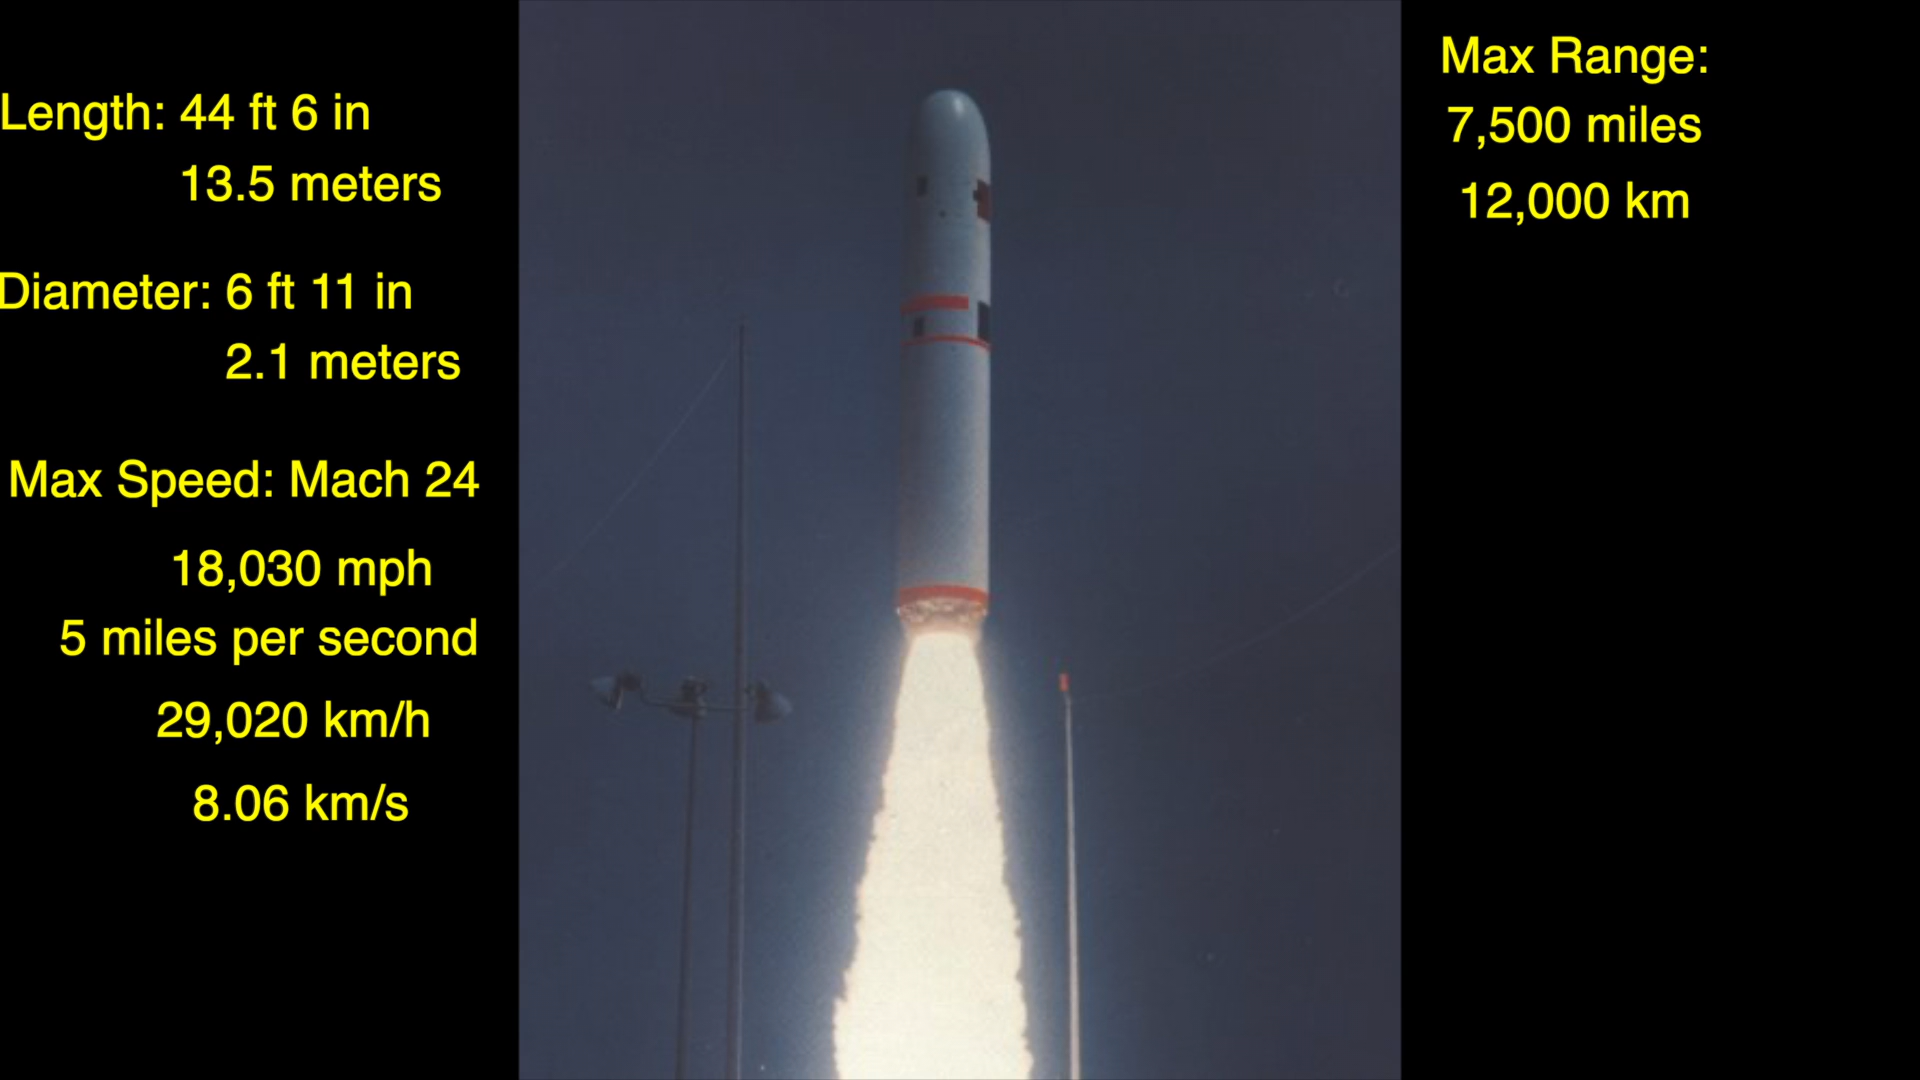 Length: 44 ft 6 in
13.5 meters
Diameter: 6 ft 11 in
2.1 meters
Max Speed: Mach 24
18,030 mph
5 miles per second
29,020 km/h
8.06 km/s
Max Range:
7,500 miles
12,000 km